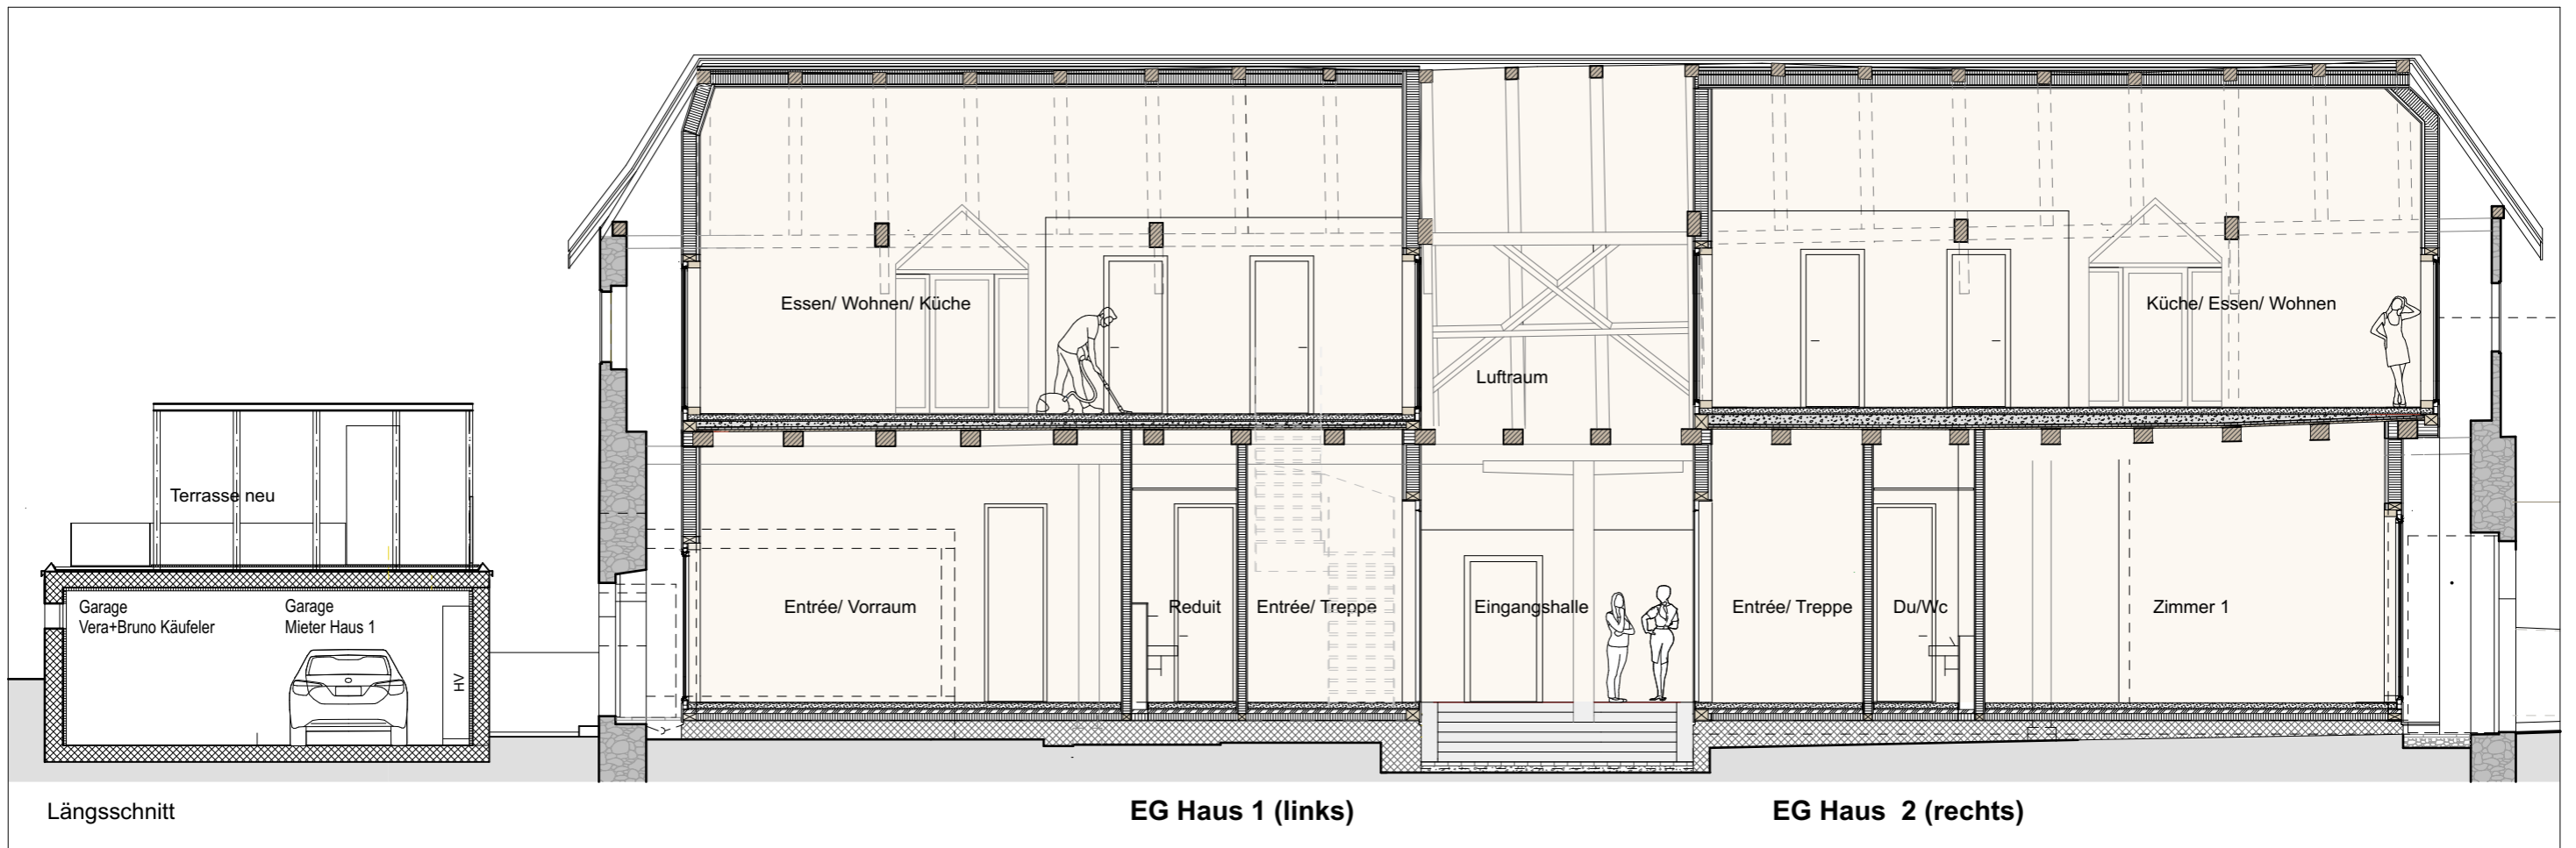 Essen/ Wohnen/ Küche
Küche/ Essen/ Wohnen
Luftraum
Terrasse neu
Garage
Vera+Bruno Käufeler
Garage
Mieter Haus 1
HV
Entrée/ Vorraum
Reduit
Entrée/ Treppe
Eingangshalle
Entrée/ Treppe
Du/Wc
Zimmer 1
Längsschnitt
EG Haus 1 (links)
EG Haus 2 (rechts)